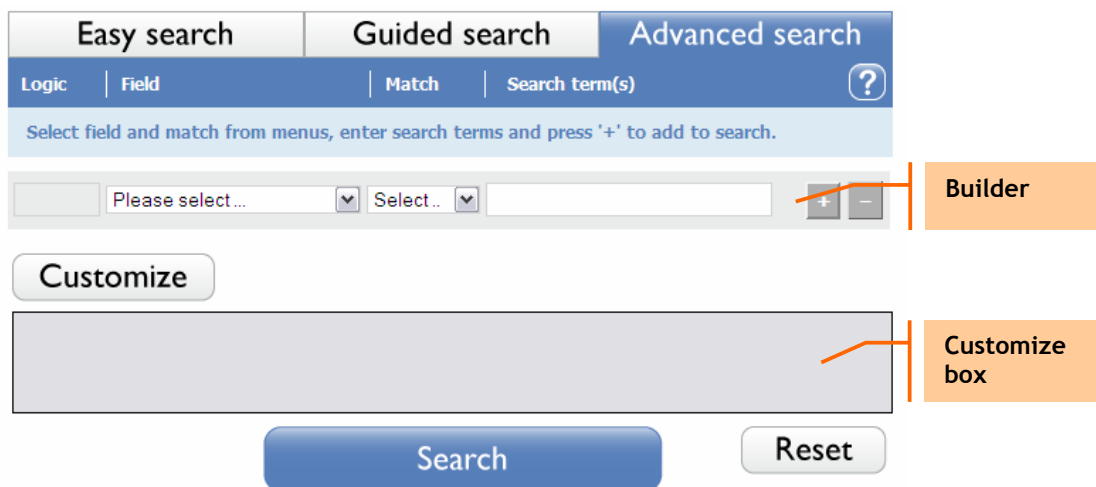 Easy search
Guided search
Advanced search
Logic
Field
Match
Search term(s)
?
Select field and match from menus, enter search terms and press '+' to add to search.
Please select ...
Select ..
+
−
Builder
Customize
Customize
box
Search
Reset